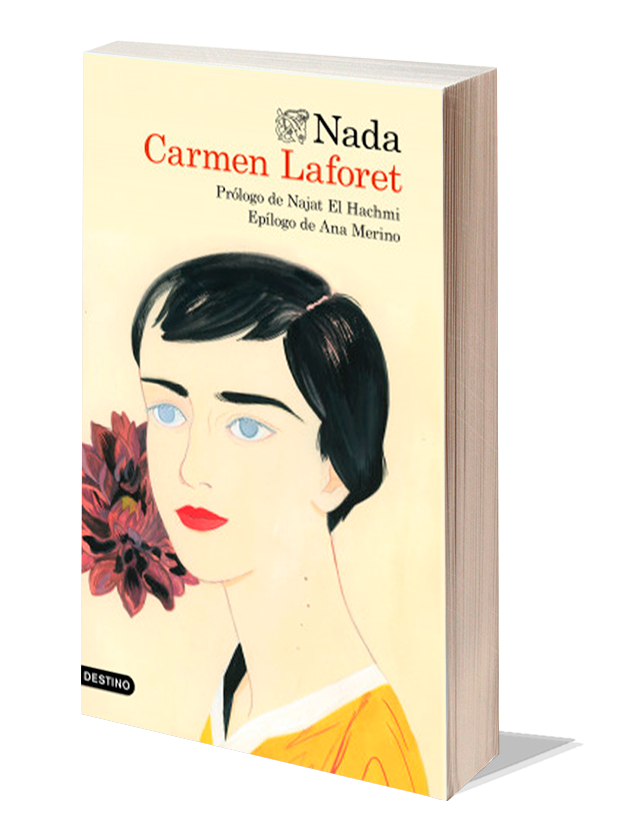 Nada
Carmen Laforet
Prólogo de Najat El Hachmi
Epílogo de Ana Merino
DESTINO